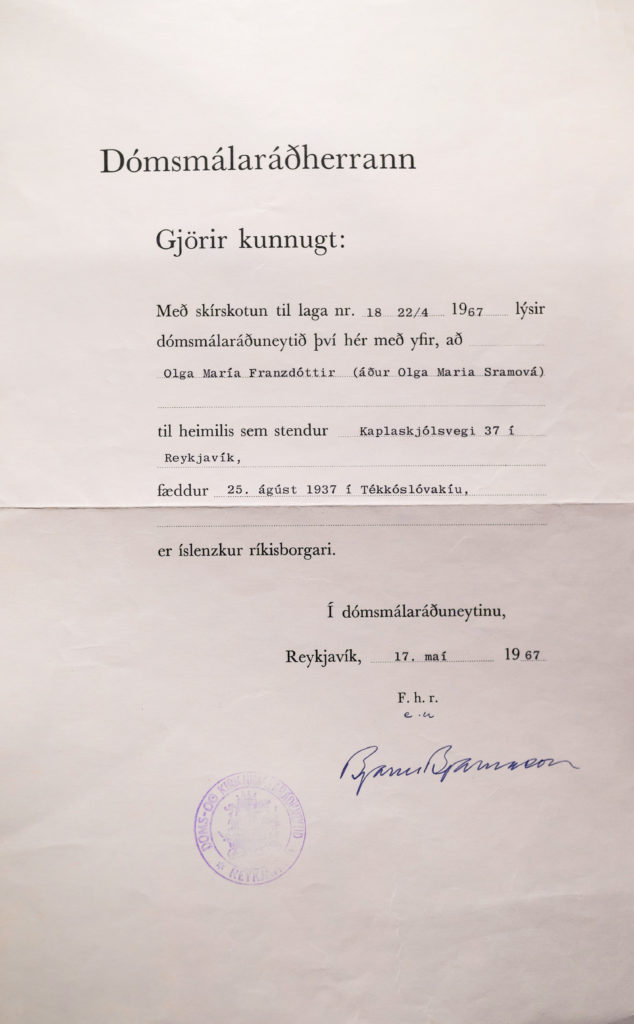 Dómsmálaráðherrann
Gjörir kunnugt:
Með skírskotun til laga nr. 18 22/4 1967 lýsir
dómsmálaráðuneytið því hér með yfir, að
Olga María Franzdóttir (áður Olga Maria Sramová)
til heimilis sem stendur Kaplaskjólsvegi 37 í
Reykjavík,
fæddur 25. ágúst 1937 í Tékkóslóvakíu,
er íslenzkur ríkisborgari.
Í dómsmálaráðuneytinu,
Reykjavík, 17. maí 1967
F. h. r.
e.u
Bjarni Bjarnason
DÓMS- OG